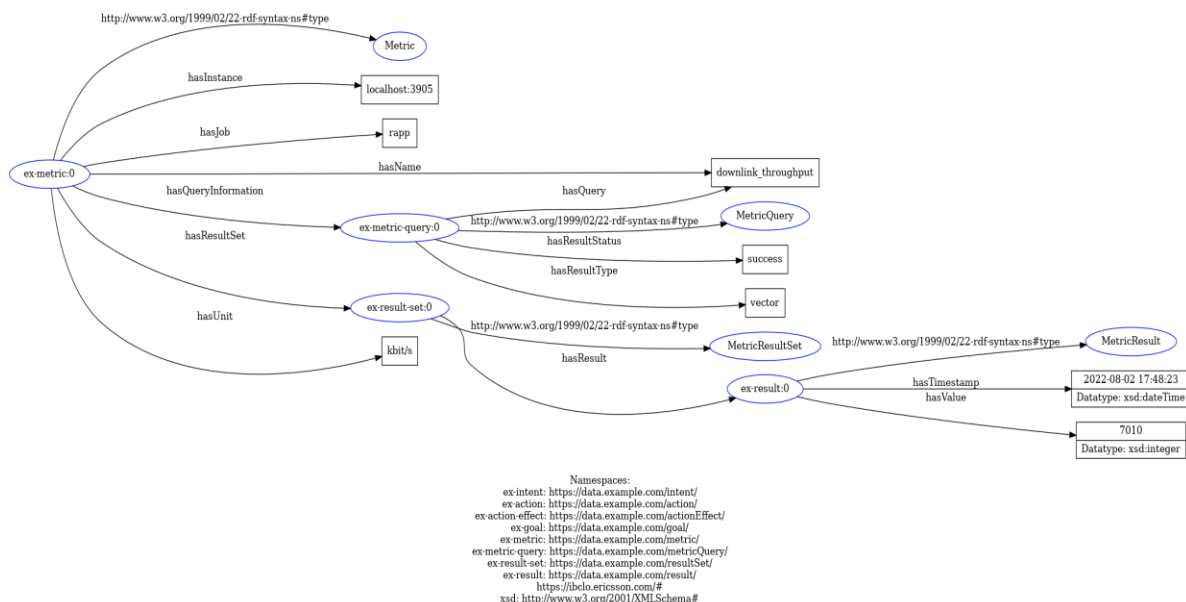 http://www.w3.org/1999/02/22-rdf-syntax-ns#type
Metric
hasInstance
localhost:3905
hasJob
rapp
ex-metric:0
hasName
downlink_throughput
hasQueryInformation
hasQuery
http://www.w3.org/1999/02/22-rdf-syntax-ns#type
MetricQuery
ex-metric-query:0
hasResultSet
hasResultStatus
success
hasResultType
vector
ex-result-set:0
hasUnit
http://www.w3.org/1999/02/22-rdf-syntax-ns#type
MetricResultSet
kbit/s
hasResult
http://www.w3.org/1999/02/22-rdf-syntax-ns#type
MetricResult
ex-result:0
hasTimestamp
2022-08-02 17:48:23
Datatype: xsd:dateTime
hasValue
7010
Datatype: xsd:integer
Namespaces:
ex-intent: https://data.example.com/intent/
ex-action: https://data.example.com/action/
ex-action-effect: https://data.example.com/actionEffect/
ex-goal: https://data.example.com/goal/
ex-metric: https://data.example.com/metric/
ex-metric-query: https://data.example.com/metricQuery/
ex-result-set: https://data.example.com/resultSet/
ex-result: https://data.example.com/result/
https://ibclo.ericsson.com/#
xsd: http://www.w3.org/2001/XMLSchema#